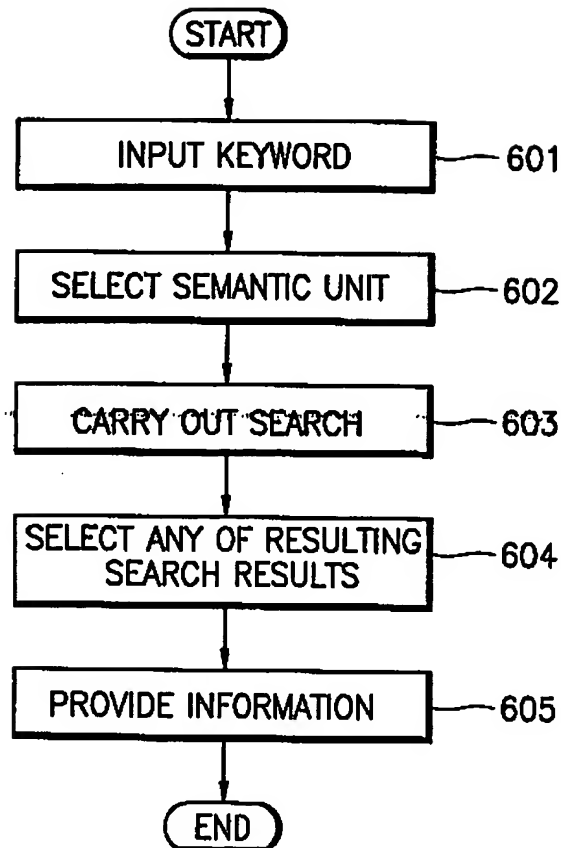 START
INPUT KEYWORD
601
SELECT SEMANTIC UNIT
602
CARRY OUT SEARCH
603
SELECT ANY OF RESULTING
SEARCH RESULTS
604
PROVIDE INFORMATION
605
END